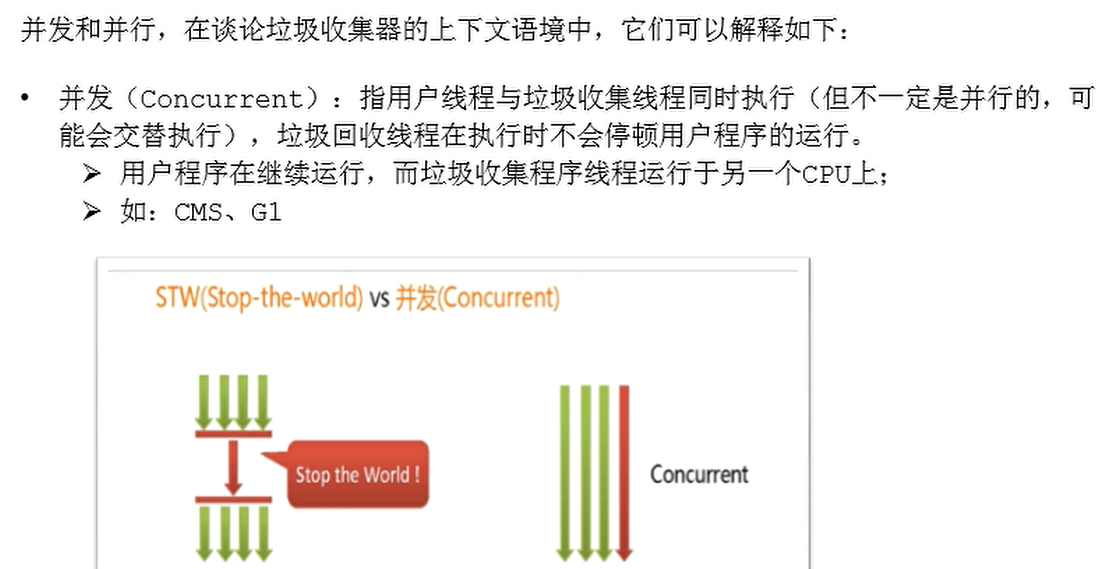 并发和并行，在谈论垃圾收集器的上下文语境中，它们可以解释如下：
• 并发（Concurrent）：指用户线程与垃圾收集线程同时执行（但不一定是并行的，可
能会交替执行），垃圾回收线程在执行时不会停顿用户程序的运行。
➢ 用户程序在继续运行，而垃圾收集程序线程运行于另一个CPU上；
➢ 如：CMS、G1
STW(Stop-the-world) vs 并发(Concurrent)
Stop the World !
Concurrent